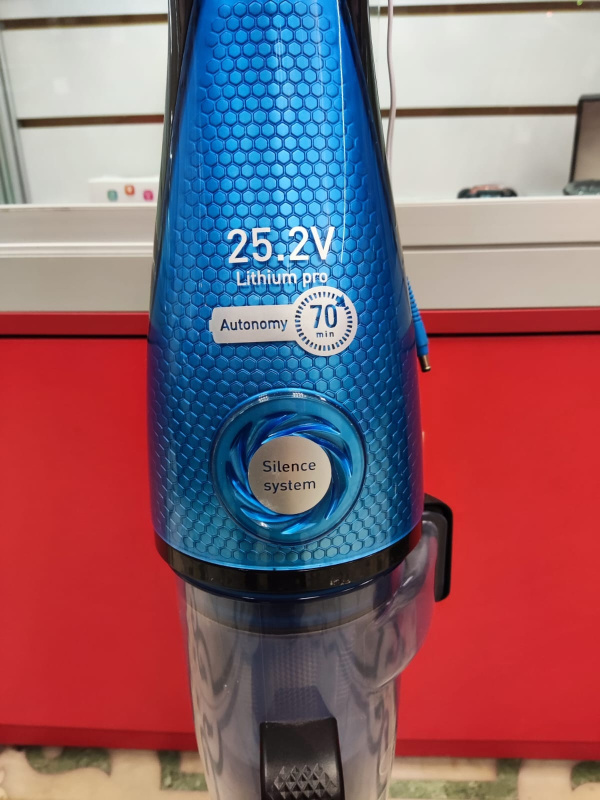 25.2V
Lithium pro
Autonomy 70
min
Silence
system